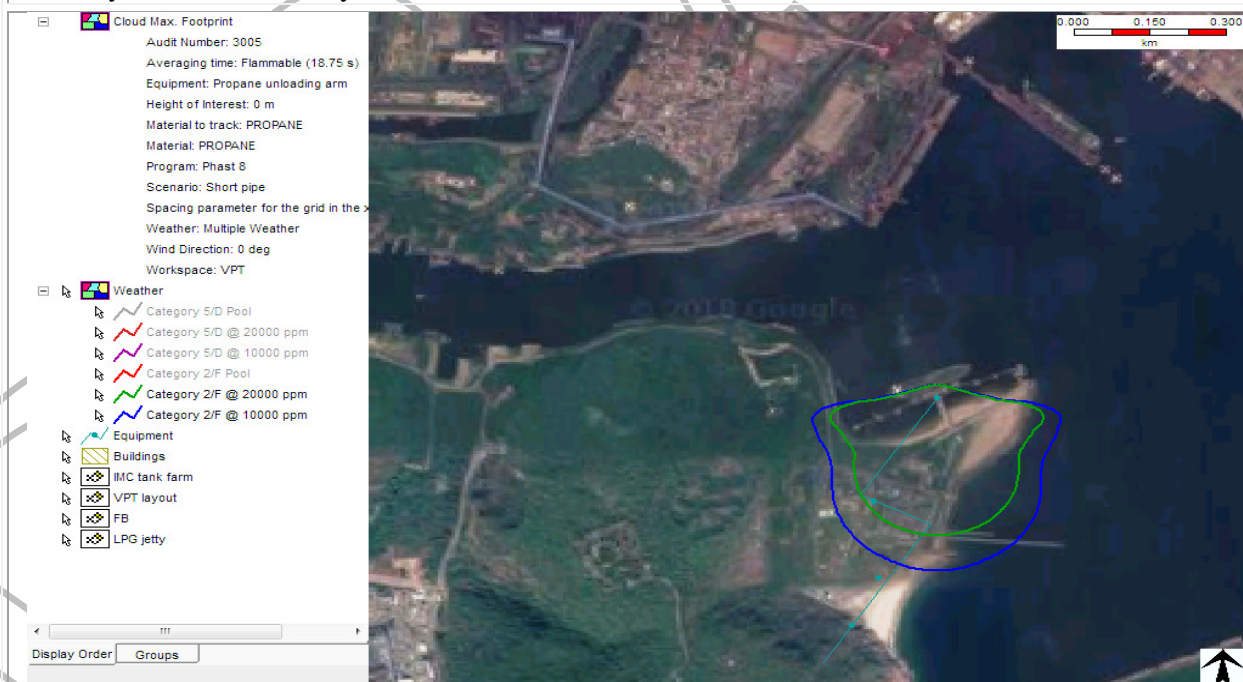 Cloud Max. Footprint
Audit Number: 3005
Averaging time: Flammable (18.75 s)
Equipment: Propane unloading arm
Height of Interest: 0 m
Material to track: PROPANE
Material: PROPANE
Program: Phast 8
Scenario: Short pipe
Spacing parameter for the grid in the x
Weather: Multiple Weather
Wind Direction: 0 deg
Workspace: VPT
Weather
Category 5/D Pool
Category 5/D @ 20000 ppm
Category 5/D @ 10000 ppm
Category 2/F Pool
Category 2/F @ 20000 ppm
Category 2/F @ 10000 ppm
Equipment
Buildings
IMC tank farm
VPT layout
FB
LPG jetty
Display Order Groups
0.000 0.150 0.300
km
© 2018 Google